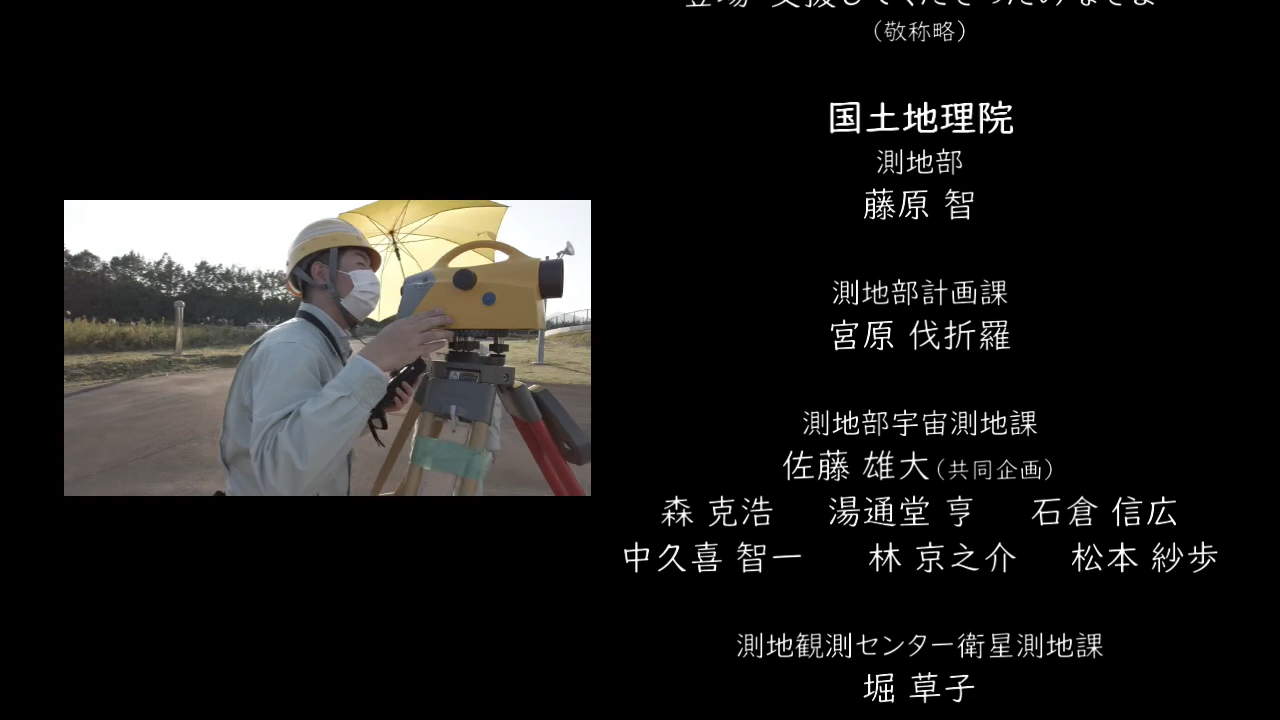 （敬称略）
国土地理院
測地部
藤原 智
測地部計画課
宮原 伐折羅
測地部宇宙測地課
佐藤 雄大（共同企画）
森 克浩 湯通堂 亨 石倉 信広
中久喜 智一 林 京之介 松本 紗歩
測地観測センター衛星測地課
堀 草子